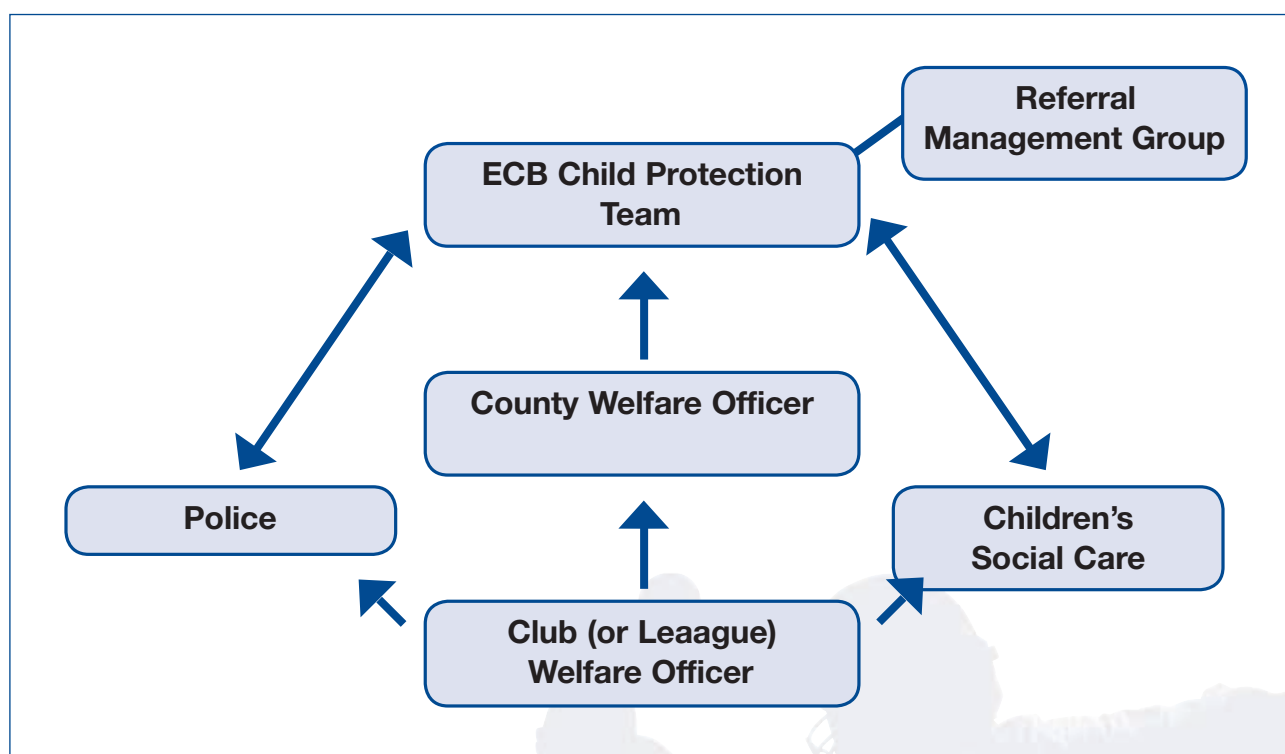 Referral
Management Group
ECB Child Protection
Team
County Welfare Officer
Police
Children's
Social Care
Club (or Leaague)
Welfare Officer